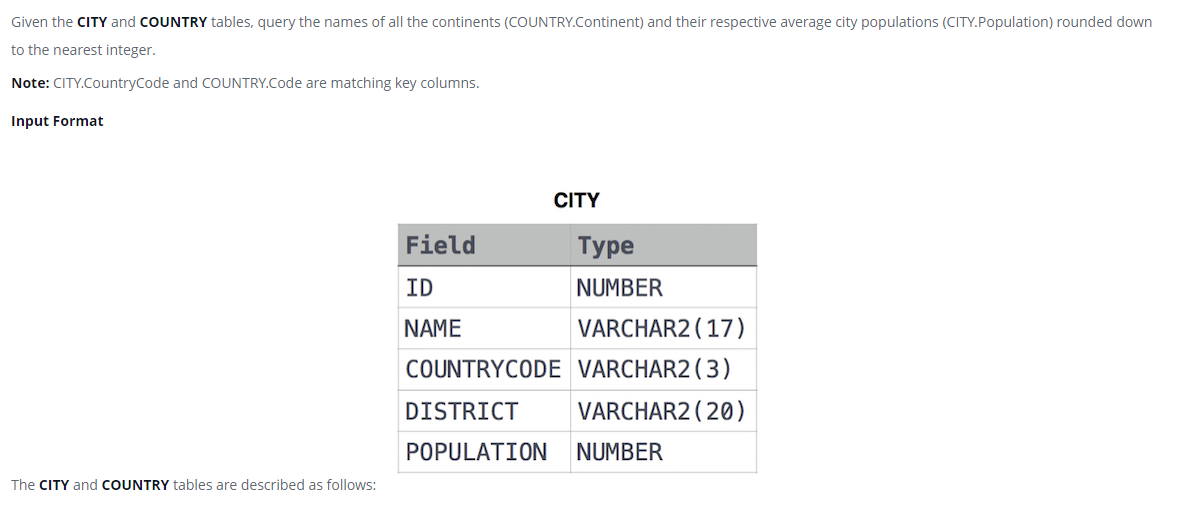 Given the CITY and COUNTRY tables, query the names of all the continents (COUNTRY.Continent) and their respective average city populations (CITY.Population) rounded down
to the nearest integer.
Note: CITY.CountryCode and COUNTRY.Code are matching key columns.
Input Format
CITY
Field Type
ID NUMBER
NAME VARCHAR2(17)
COUNTRYCODE VARCHAR2(3)
DISTRICT VARCHAR2(20)
POPULATION NUMBER
The CITY and COUNTRY tables are described as follows: